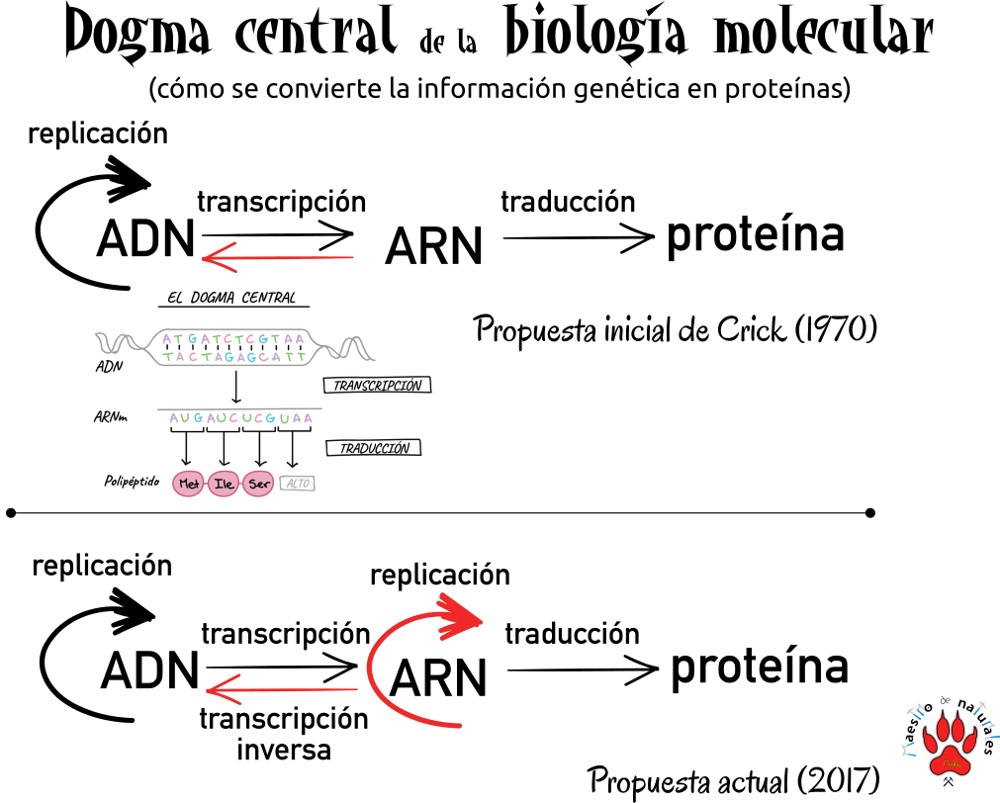 Dogma central de la biología molecular
(cómo se convierte la información genética en proteínas)
replicación
transcripción
traducción
ADN
ARN
proteína
EL DOGMA CENTRAL
Propuesta inicial de Crick (1970)
ATGATCTCGTAA
TACTAGAGCATT
ADN
TRANSCRIPCIÓN
ARNm
AUGAUCUCGUAA
TRADUCCIÓN
Polipéptido
Met
Ile
Ser
ALTO
replicación
replicación
transcripción
traducción
ADN
ARN
proteína
transcripción
inversa
Maestro de naturales
Propuesta actual (2017)